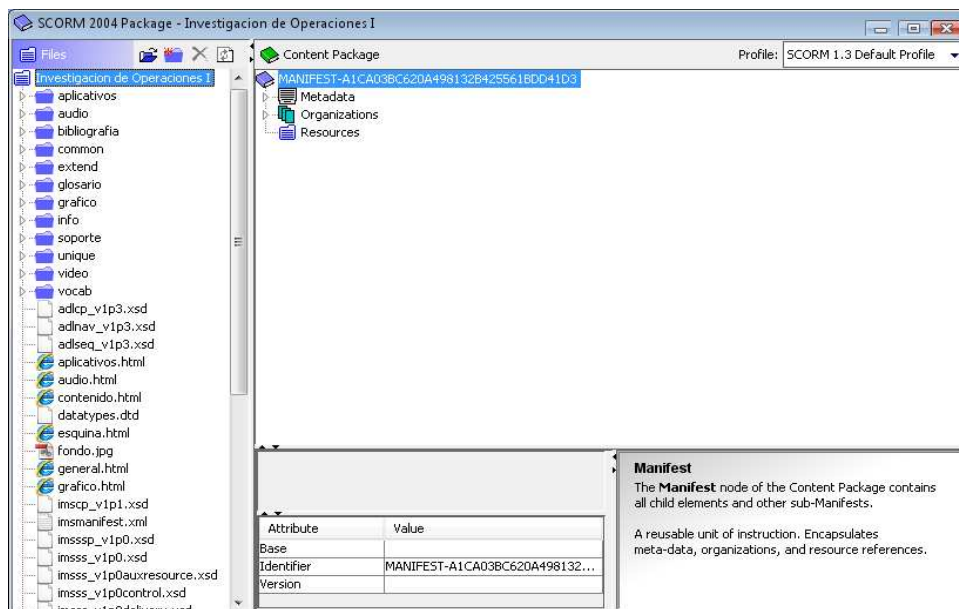 SCORM 2004 Package - Investigacion de Operaciones I
Files
Content Package
Profile: SCORM 1.3 Default Profile
Investigacion de Operaciones I
aplicativos
audio
bibliografia
common
extend
glosario
grafico
info
soporte
unique
video
vocab
adlcp_v1p3.xsd
adlnav_v1p3.xsd
adlseq_v1p3.xsd
aplicativos.html
audio.html
contenido.html
datatypes.dtd
esquina.html
fondo.jpg
general.html
grafico.html
imscp_v1p1.xsd
imsmanifest.xml
imsssp_v1p0.xsd
imsss_v1p0.xsd
imsss_v1p0auxresource.xsd
imsss_v1p0control.xsd
imsss_v1p0delivery.xsd
MANIFEST-A1CA03BC620A498132B425561BDD41D3
Metadata
Organizations
Resources
Attribute Value
Base
Identifier MANIFEST-A1CA03BC620A498132...
Version
Manifest
The Manifest node of the Content Package contains
all child elements and other sub-Manifests.
A reusable unit of instruction. Encapsulates
meta-data, organizations, and resource references.